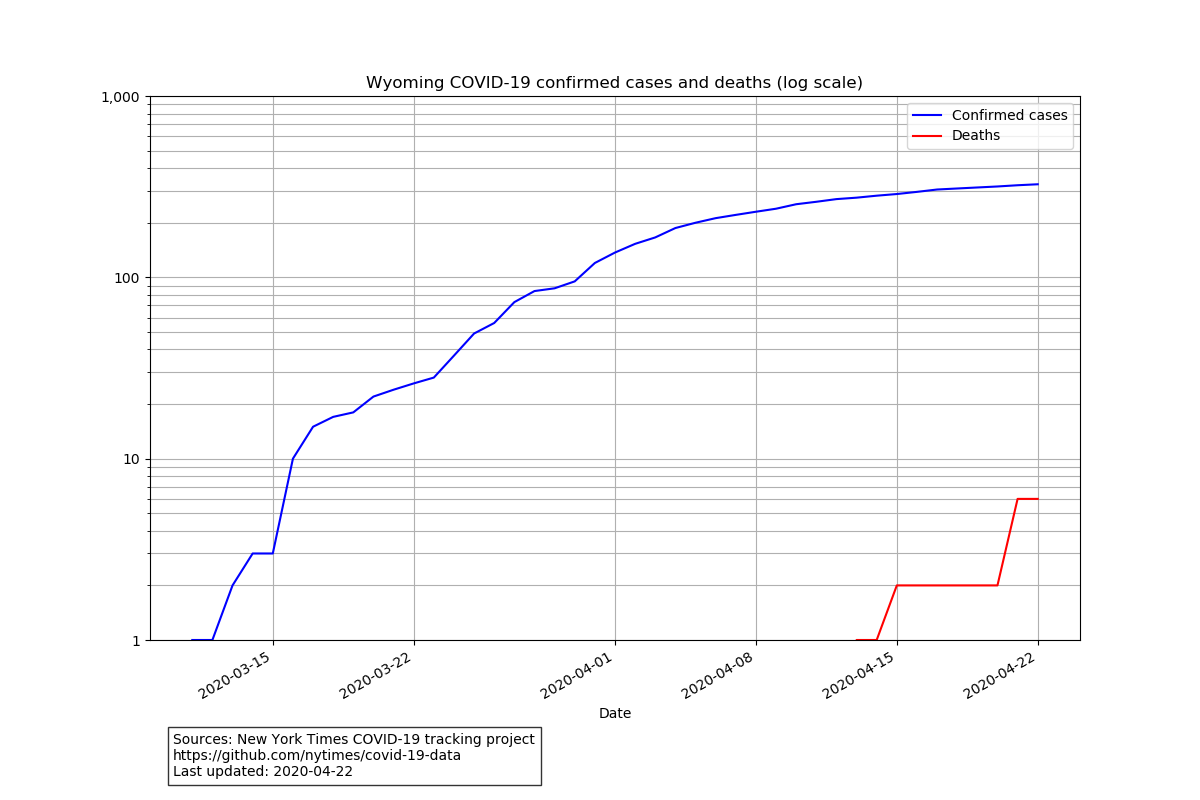 Wyoming COVID-19 confirmed cases and deaths (log scale)
1,000
100
10
1
Confirmed cases
Deaths
2020-03-15
2020-03-22
2020-04-01
2020-04-08
2020-04-15
2020-04-22
Date
Sources: New York Times COVID-19 tracking project
https://github.com/nytimes/covid-19-data
Last updated: 2020-04-22